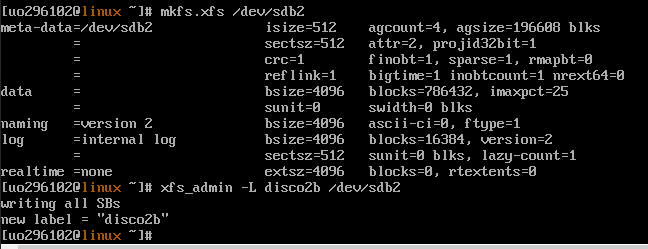 [uo296102@linux ~]# mkfs.xfs /dev/sdb2
meta-data=/dev/sdb2 isize=512 agcount=4, agsize=196608 blks
= sectsz=512 attr=2, projid32bit=1
= crc=1 finobt=1, sparse=1, rmapbt=0
= reflink=1 bigtime=1 inobtcount=1 nrext64=0
data = bsize=4096 blocks=786432, imaxpct=25
= sunit=0 swidth=0 blks
naming =version 2 bsize=4096 ascii-ci=0, ftype=1
log =internal log bsize=4096 blocks=16384, version=2
= sectsz=512 sunit=0 blks, lazy-count=1
realtime =none extsz=4096 blocks=0, rtextents=0
[uo296102@linux ~]# xfs_admin -L disco2b /dev/sdb2
writing all SBs
new label = "disco2b"
[uo296102@linux ~]#